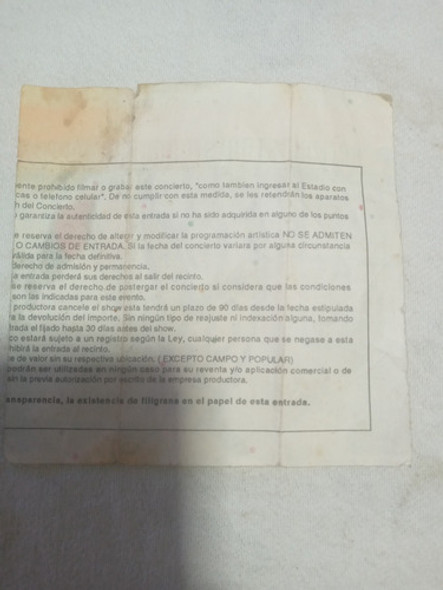 ente prohibido filmar o grabar este concierto, "como tambien ingresar al Estadio con
cas o telefono celular". De no cumplir con esta medida, se les retendrán los aparatos
h del Concierto.
garantiza la autenticidad de esta entrada si no ha sido adquirida en alguno de los puntos
e reserva el derecho de alterar y modificar la programación artística NO SE ADMITEN
O CAMBIOS DE ENTRADA. Si la fecha del concierto variara por alguna circunstancia
válida para la fecha definitiva.
derecho de admisión y permanencia.
a entrada perderá sus derechos al salir del recinto.
se reserva el derecho de postergar el concierto si considera que las condiciones
son las indicadas para este evento.
productora cancele el show esta tendrá un plazo de 90 días desde la fecha estipulada
ra la devolución del importe. Sin ningún tipo de reajuste ni indexación alguna, tomando
hada el fijado hasta 30 días antes del show.
co estará sujeto a un registro según la Ley, cualquier persona que se negase a esta
hibirá la entrada al recinto.
e de valor sin su respectivo ubicación. (EXCEPTO CAMPO Y POPULAR)
podrán ser utilizadas en ningún caso para su reventa y/o aplicación comercial o de
sin la previa autorización por escrito de la empresa productora.
ansparencia, la existencia de filigrana en el papel de esta entrada.